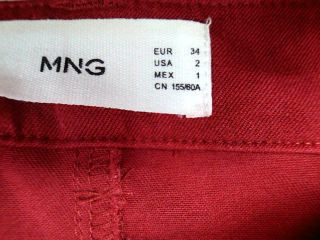 MNG
EUR 34
USA 2
MEX 1
CN 155/60A